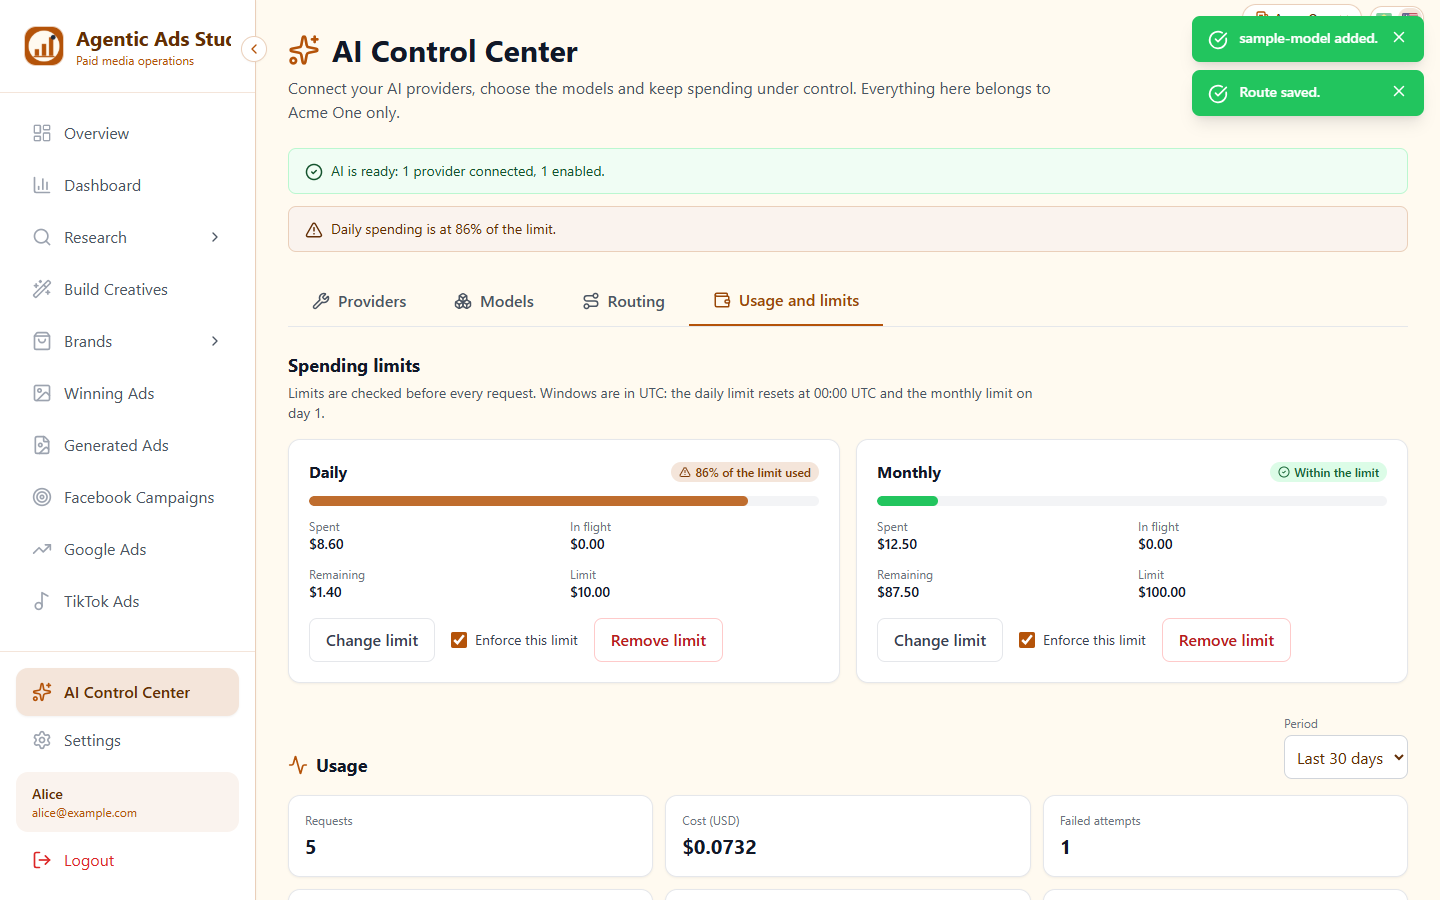 Agentic Ads Stu
Paid media operations
Overview
Dashboard
Research
Build Creatives
Brands
Winning Ads
Generated Ads
Facebook Campaigns
Google Ads
TikTok Ads
AI Control Center
Settings
Alice
alice@example.com
Logout
AI Control Center
Connect your AI providers, choose the models and keep spending under control. Everything here belongs to
Acme One only.
sample-model added.
Route saved.
AI is ready: 1 provider connected, 1 enabled.
Daily spending is at 86% of the limit.
Providers
Models
Routing
Usage and limits
Spending limits
Limits are checked before every request. Windows are in UTC: the daily limit resets at 00:00 UTC and the monthly limit on
day 1.
Daily
86% of the limit used
Spent
$8.60
In flight
$0.00
Remaining
$1.40
Limit
$10.00
Change limit
Enforce this limit
Remove limit
Monthly
Within the limit
Spent
$12.50
In flight
$0.00
Remaining
$87.50
Limit
$100.00
Change limit
Enforce this limit
Remove limit
Usage
Period
Last 30 days
Requests
5
Cost (USD)
$0.0732
Failed attempts
1